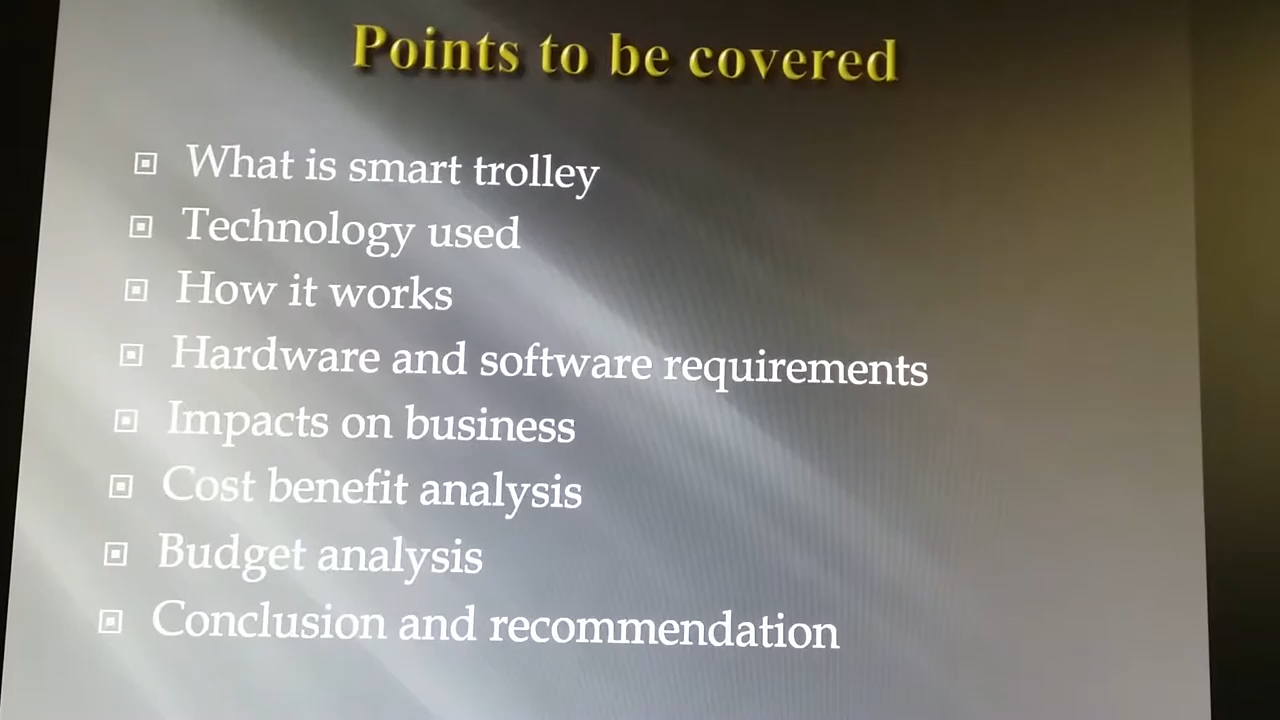 Points to be covered
What is smart trolley
Technology used
How it works
Hardware and software requirements
Impacts on business
Cost benefit analysis
Budget analysis
Conclusion and recommendation